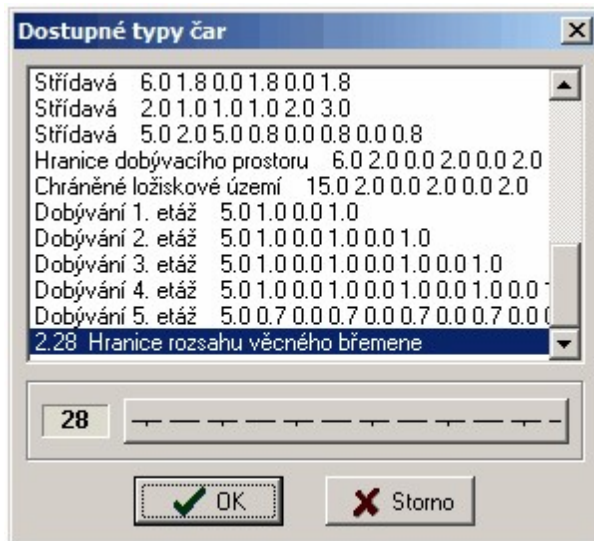 Dostupné typy čar
Střídavá 6.0 1.8 0.0 1.8 0.0 1.8
Střídavá 2.0 1.0 1.0 1.0 2.0 3.0
Střídavá 5.0 2.0 5.0 0.8 0.0 0.8 0.0 0.8
Hranice dobývacího prostoru 6.0 2.0 0.0 2.0 0.0 2.0
Chráněné ložiskové území 15.0 2.0 0.0 2.0 0.0 2.0
Dobývání 1. etáž 5.0 1.0 0.0 1.0
Dobývání 2. etáž 5.0 1.0 0.0 1.0 0.0 1.0
Dobývání 3. etáž 5.0 1.0 0.0 1.0 0.0 1.0 0.0 1.0
Dobývání 4. etáž 5.0 1.0 0.0 1.0 0.0 1.0 0.0 1.0 0.0
Dobývání 5. etáž 5.0 0.7 0.0 0.7 0.0 0.7 0.0 0.7 0.0
2.28 Hranice rozsahu věcného břemene
28
OK
Storno